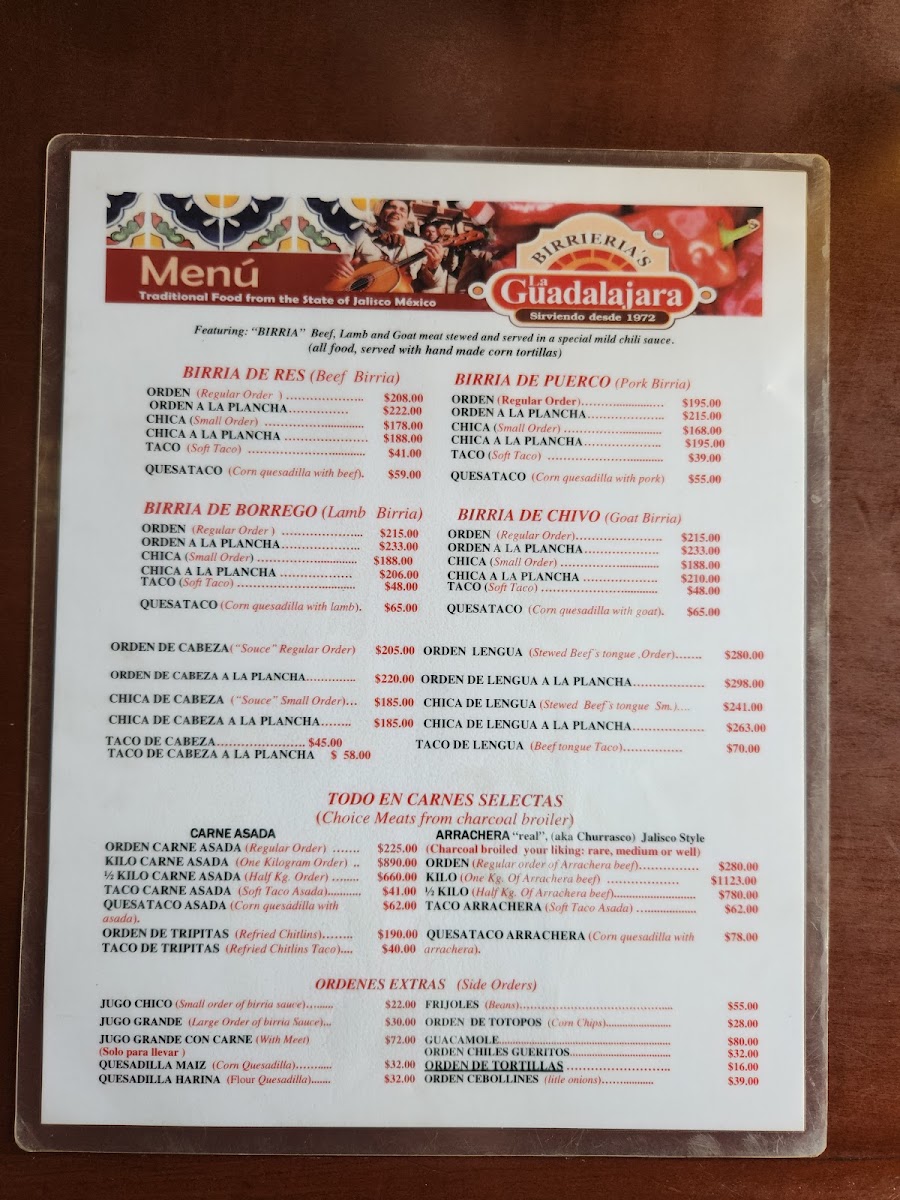 Menú
Traditional Food from the State of Jalisco México
BIRRIERIA'S
La
Guadalajara
Sirviendo desde 1972
Featuring: "BIRRIA" Beef, Lamb and Goat meat stewed and served in a special mild chili sauce.
(all food, served with hand made corn tortillas)
BIRRIA DE RES (Beef Birria)
ORDEN (Regular Order ) ..................... $208.00
ORDEN A LA PLANCHA............... $222.00
CHICA (Small Order) .......................... $178.00
CHICA A LA PLANCHA ..................... $188.00
TACO (Soft Taco) .............................. $41.00
QUESATACO (Corn quesadilla with beef). $59.00
BIRRIA DE PUERCO (Pork Birria)
ORDEN (Regular Order)..................... $195.00
ORDEN A LA PLANCHA.................... $215.00
CHICA (Small Order) ......................... $168.00
CHICA A LA PLANCHA.................... $195.00
TACO (Soft Taco) .............................. $39.00
QUESATACO (Corn quesadilla with pork) $55.00
BIRRIA DE BORREGO (Lamb Birria)
ORDEN (Regular Order ) ..................... $215.00
ORDEN A LA PLANCHA.................... $233.00
CHICA (Small Order) .......................... $188.00
CHICA A LA PLANCHA ................... $206.00
TACO (Soft Taco) ............................... $48.00
QUESATACO (Corn quesadilla with lamb). $65.00
BIRRIA DE CHIVO (Goat Birria)
ORDEN (Regular Order)..................... $215.00
ORDEN A LA PLANCHA.................... $233.00
CHICA (Small Order) .......................... $188.00
CHICA A LA PLANCHA .................... $210.00
TACO (Soft Taco) .............................. $48.00
QUESATACO (Corn quesadilla with goat). $65.00
ORDEN DE CABEZA("Souce" Regular Order) $205.00
ORDEN DE CABEZA A LA PLANCHA............. $220.00
CHICA DE CABEZA ("Souce" Small Order)... $185.00
CHICA DE CABEZA A LA PLANCHA........ $185.00
TACO DE CABEZA....................... $45.00
TACO DE CABEZA A LA PLANCHA $ 58.00
ORDEN LENGUA (Stewed Beef´s tongue .Order)....... $280.00
ORDEN DE LENGUA A LA PLANCHA................... $298.00
CHICA DE LENGUA (Stewed Beef´s tongue Sm.).... $241.00
CHICA DE LENGUA A LA PLANCHA................... $263.00
TACO DE LENGUA (Beef tongue Taco)............... $70.00
TODO EN CARNES SELECTAS
(Choice Meats from charcoal broiler)
CARNE ASADA
ORDEN CARNE ASADA (Regular Order) ....... $225.00
KILO CARNE ASADA (One Kilogram Order) .. $890.00
½ KILO CARNE ASADA (Half Kg. Order) ....... $660.00
TACO CARNE ASADA (Soft Taco Asada)......... $41.00
QUESATACO ASADA (Corn quesadilla with $62.00
asada).
ORDEN DE TRIPITAS (Refried Chitlins)........ $190.00
TACO DE TRIPITAS (Refried Chitlins Taco).... $40.00
ARRACHERA "real", (aka Churrasco) Jalisco Style
(Charcoal broiled your liking: rare, medium or well)
ORDEN (Regular order of Arrachera beef)............... $280.00
KILO (One Kg. Of Arrachera beef) ................... $1123.00
½ KILO (Half Kg. Of Arrachera beef)..................... $780.00
TACO ARRACHERA (Soft Taco Asada) ................ $62.00
QUESATACO ARRACHERA (Corn quesadilla with $78.00
arrachera).
ORDENES EXTRAS (Side Orders)
JUGO CHICO (Small order of birria sauce)......... $22.00
JUGO GRANDE (Large Order of birria Sauce)... $30.00
JUGO GRANDE CON CARNE (With Meet) $72.00
(Solo para llevar )
QUESADILLA MAIZ (Corn Quesadilla)........... $32.00
QUESADILLA HARINA (Flour Quesadilla)....... $32.00
FRIJOLES (Beans)................................................ $55.00
ORDEN DE TOTOPOS (Corn Chips)....................... $28.00
GUACAMOLE...................................................... $80.00
ORDEN CHILES GUERITOS............................... $32.00
ORDEN DE TORTILLAS ............................ $16.00
ORDEN CEBOLLINES (litle onions)................. $39.00